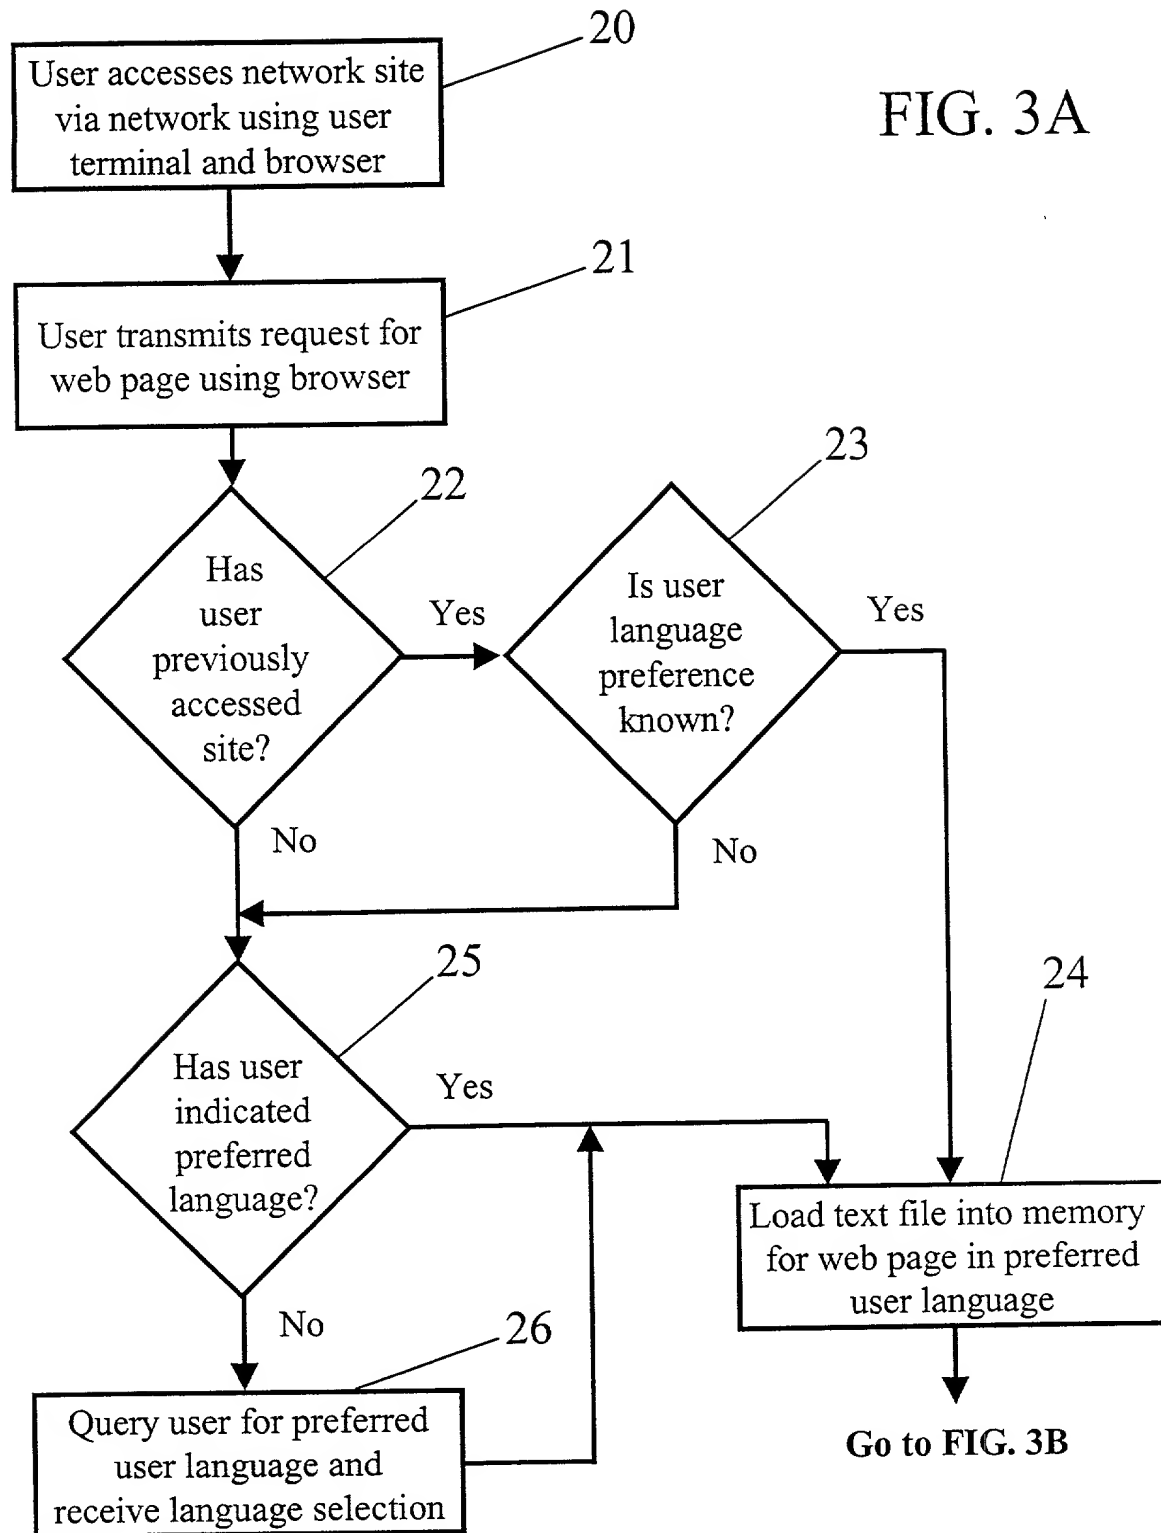 20
User accesses network site
via network using user
terminal and browser
FIG. 3A
21
User transmits request for
web page using browser
22
Has
user
previously
accessed
site?
Yes
No
23
Is user
language
preference
known?
Yes
No
25
Has user
indicated
preferred
language?
Yes
No
24
Load text file into memory
for web page in preferred
user language
26
Query user for preferred
user language and
receive language selection
Go to FIG. 3B